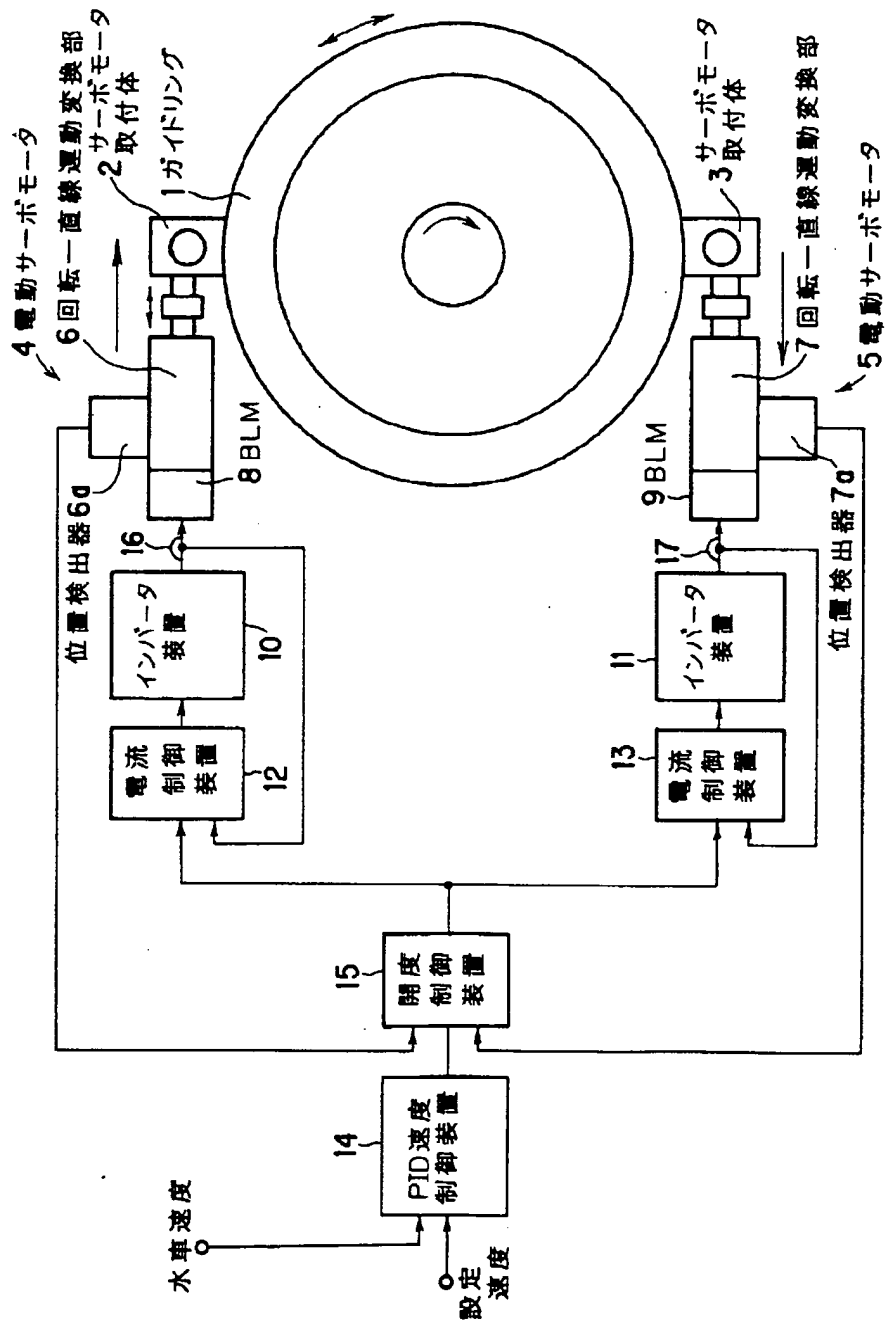 4 電動サーボモータ
6 回転ー直線運動変換部
2 サーボモータ
取付体
1 ガイドリング
位置検出器 6a
8 BLM
16
インバータ
装置
10
電流
制御
装置
12
水車速度
設定
速度
PID速度
制御装置
14
15
開度
制御
装置
電流
制御
装置
13
インバータ
装置
11
17
9 BLM
位置検出器 7a
3 サーボモータ
取付体
7 回転ー直線運動変換部
5 電動サーボモータ